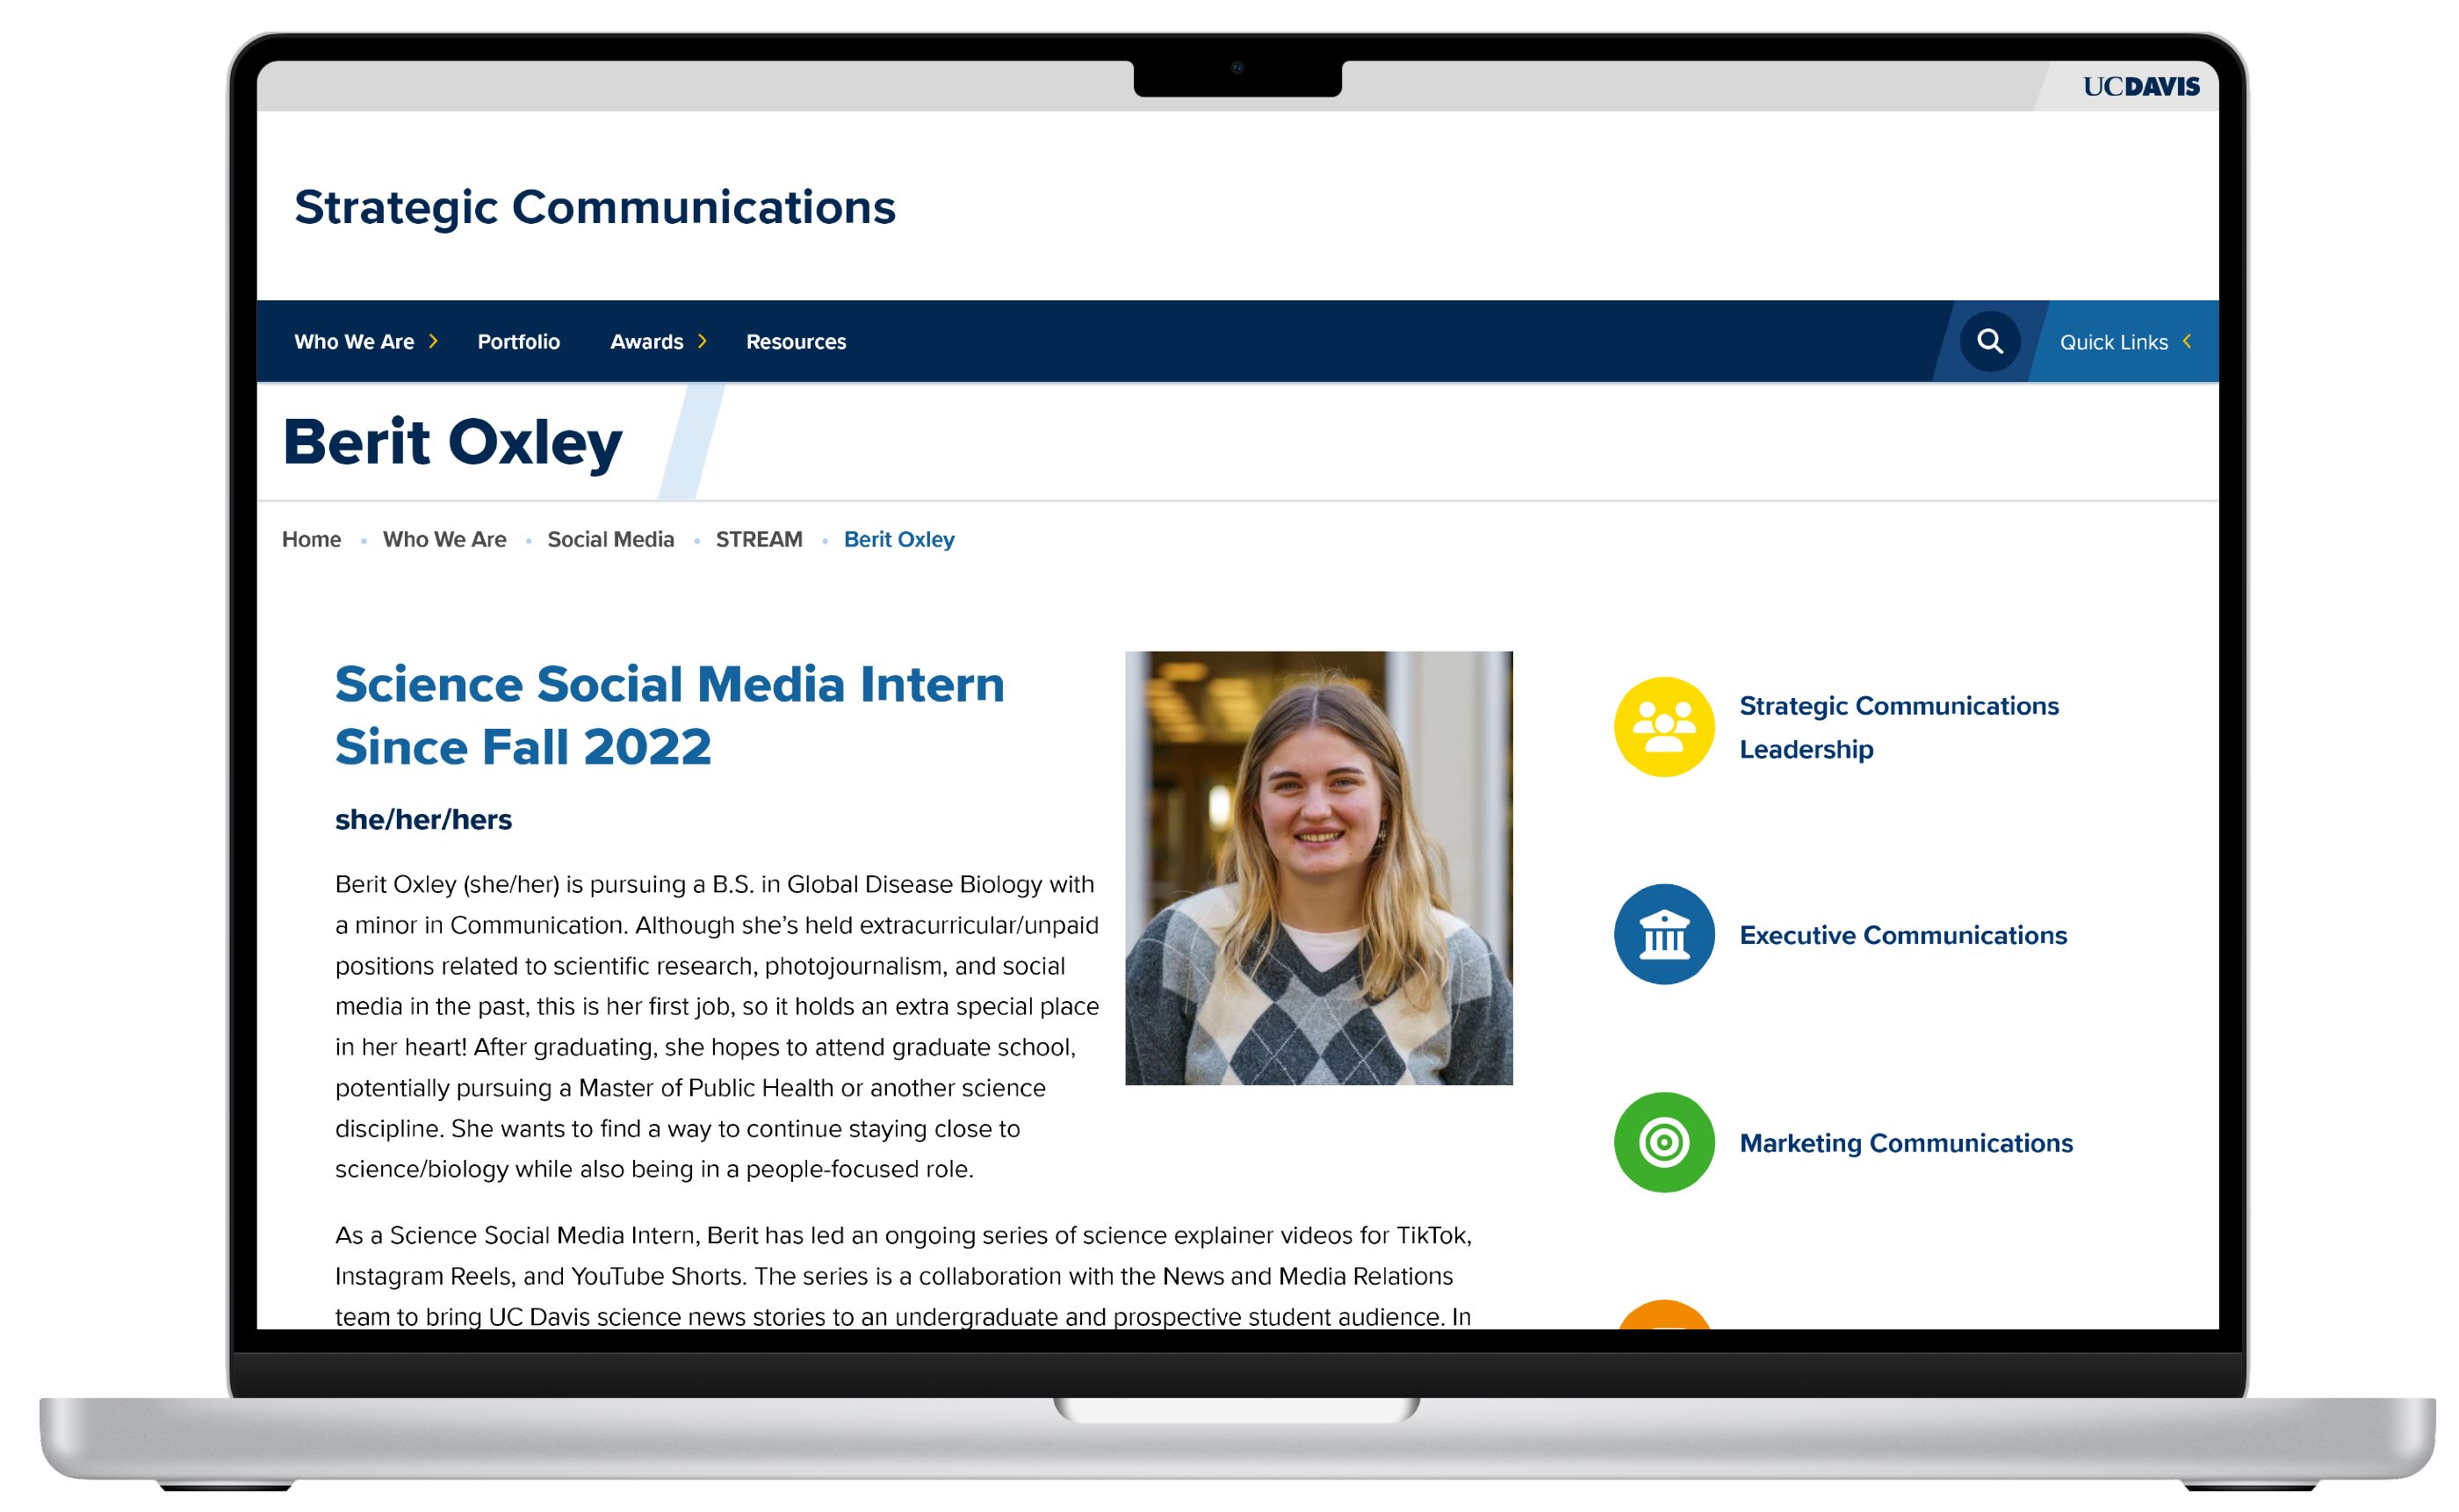 UCDAVIS
Strategic Communications
Who We Are
Portfolio
Awards
Resources
Quick Links
Berit Oxley
Home • Who We Are • Social Media • STREAM • Berit Oxley
Science Social Media Intern
Since Fall 2022
she/her/hers
Berit Oxley (she/her) is pursuing a B.S. in Global Disease Biology with
a minor in Communication. Although she’s held extracurricular/unpaid
positions related to scientific research, photojournalism, and social
media in the past, this is her first job, so it holds an extra special place
in her heart! After graduating, she hopes to attend graduate school,
potentially pursuing a Master of Public Health or another science
discipline. She wants to find a way to continue staying close to
science/biology while also being in a people-focused role.
As a Science Social Media Intern, Berit has led an ongoing series of science explainer videos for TikTok,
Instagram Reels, and YouTube Shorts. The series is a collaboration with the News and Media Relations
team to bring UC Davis science news stories to an undergraduate and prospective student audience. In
Strategic Communications
Leadership
Executive Communications
Marketing Communications